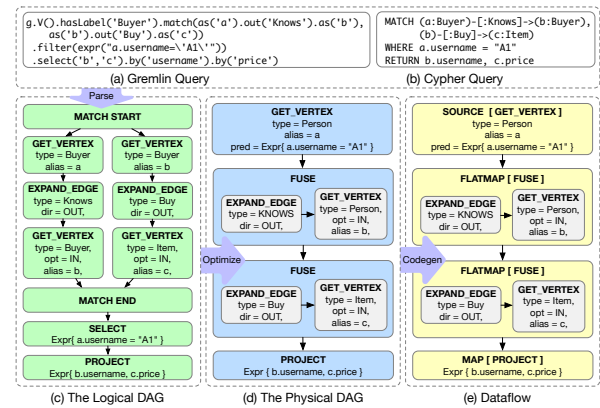 g.V().hasLabel('Buyer').match(as('a').out('Knows').as('b'),
as('b').out('Buy').as('c'))
.filter(expr("a.username=\'A1\'"))
.select('b','c').by('username').by('price')
(a) Gremlin Query
MATCH (a:Buyer)-[:Knows]->(b:Buyer),
(b)-[:Buy]->(c:Item)
WHERE a.username = "A1"
RETURN b.username, c.price
(b) Cypher Query
Parse
MATCH START
GET_VERTEX
type = Buyer
alias = a
GET_VERTEX
type = Buyer
alias = b
EXPAND_EDGE
type = Knows
dir = OUT,
EXPAND_EDGE
type = Buy
dir = OUT,
GET_VERTEX
type = Buyer,
opt = IN,
alias = b,
GET_VERTEX
type = Item,
opt = IN,
alias = c,
MATCH END
SELECT
Expr{ a.username = "A1" }
PROJECT
Expr{ b.username, c.price }
(c) The Logical DAG
Optimize
GET_VERTEX
type = Person
alias = a
pred = Expr{ a.username = "A1" }
FUSE
EXPAND_EDGE
type = KNOWS
dir = OUT,
GET_VERTEX
type = Person,
opt = IN,
alias = b,
FUSE
EXPAND_EDGE
type = Buy
dir = OUT,
GET_VERTEX
type = Item,
opt = IN,
alias = c,
PROJECT
Expr { b.username, c.price }
(d) The Physical DAG
Codegen
SOURCE [ GET_VERTEX ]
type = Person
alias = a
pred = Expr{ a.username = "A1" }
FLATMAP [ FUSE ]
EXPAND_EDGE
type = KNOWS
dir = OUT,
GET_VERTEX
type = Person,
opt = IN,
alias = b,
FLATMAP [ FUSE ]
EXPAND_EDGE
type = Buy
dir = OUT,
GET_VERTEX
type = Item,
opt = IN,
alias = c,
MAP [ PROJECT ]
Expr { b.username, c.price }
(e) Dataflow